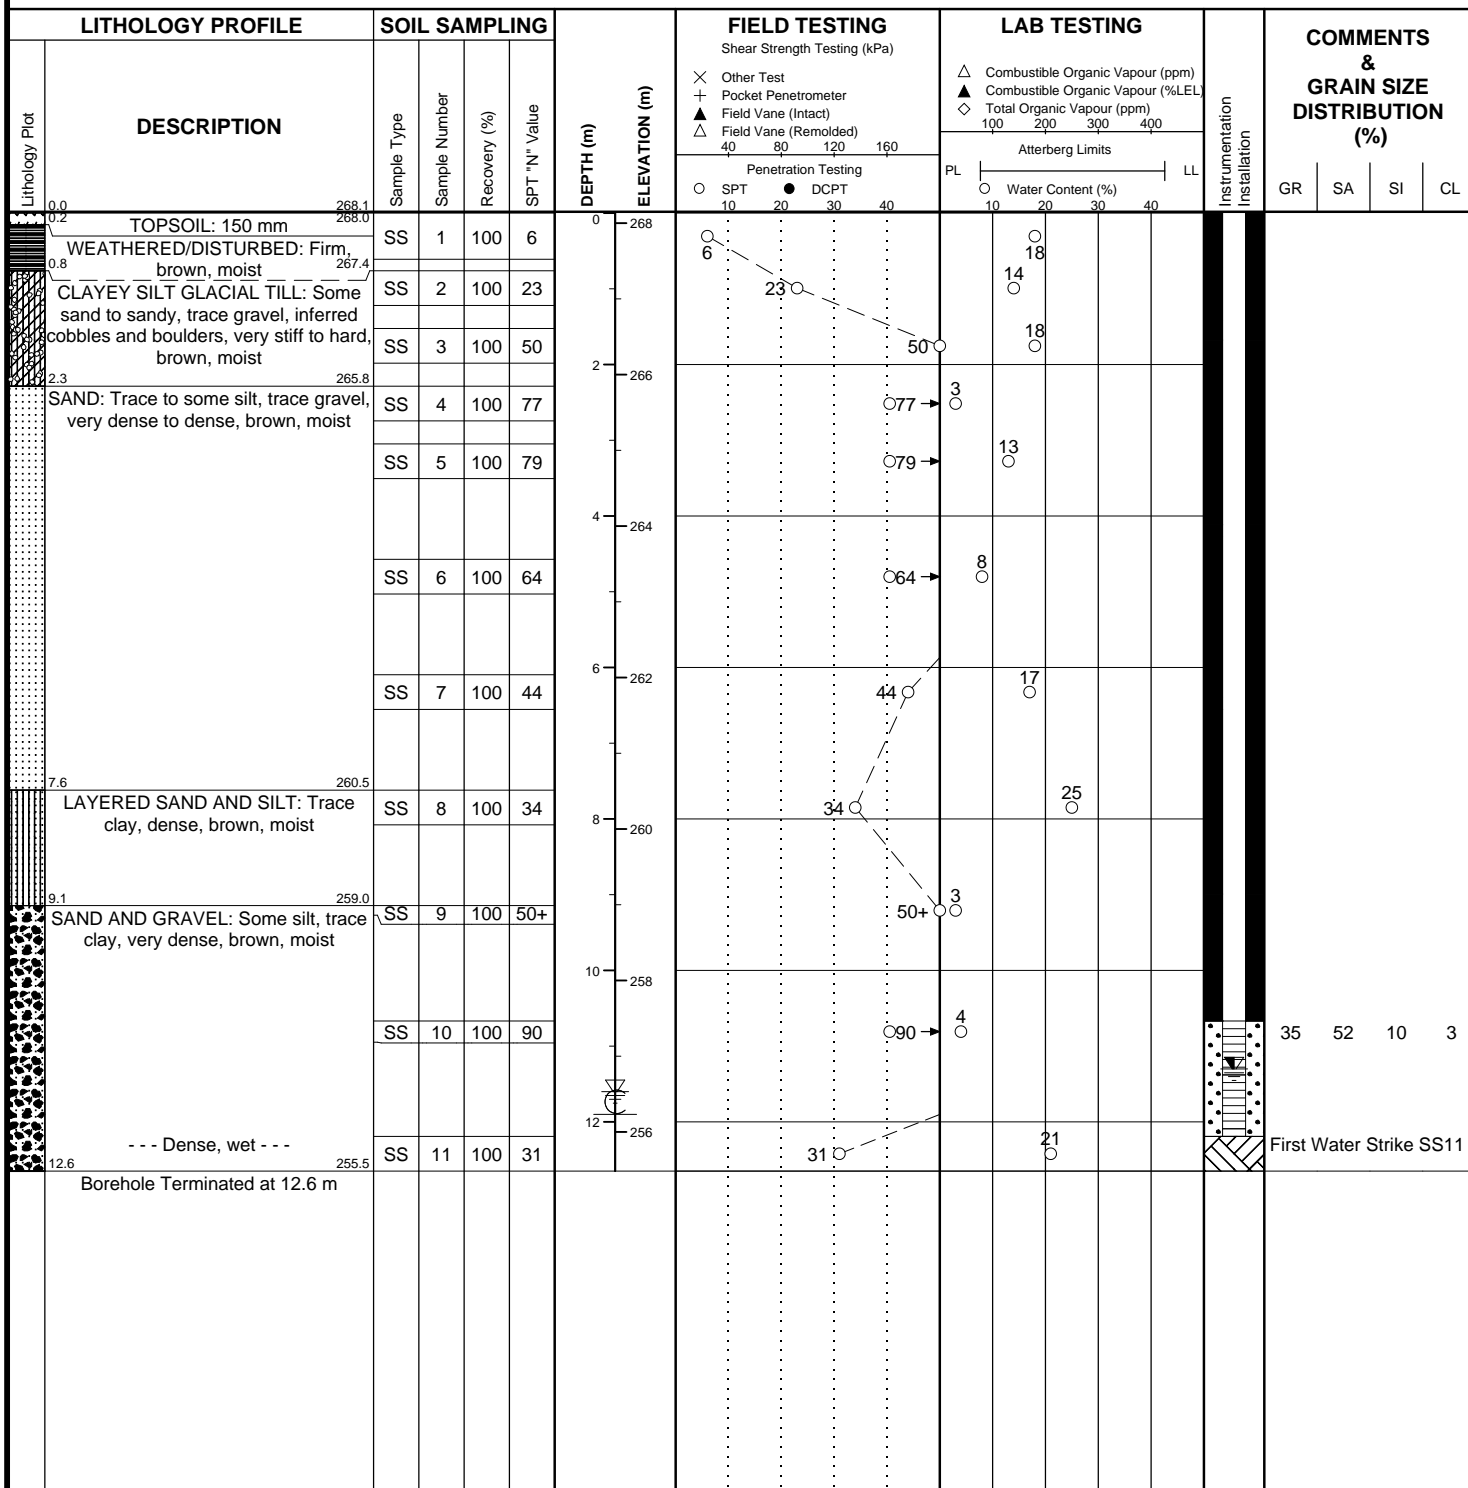 LITHOLOGY PROFILE
SOIL SAMPLING
FIELD TESTING
LAB TESTING
COMMENTS
&
GRAIN SIZE
DISTRIBUTION
(%)
Lithology Plot
DESCRIPTION
Sample Type
Sample Number
Recovery (%)
SPT "N" Value
DEPTH (m)
ELEVATION (m)
Shear Strength Testing (kPa)
Other Test
Pocket Penetrometer
Field Vane (Intact)
Field Vane (Remolded)
40 80 120 160
Penetration Testing
SPT DCPT
10 20 30 40
Combustible Organic Vapour (ppm)
Combustible Organic Vapour (%LEL)
Total Organic Vapour (ppm)
100 200 300 400
Atterberg Limits
PL LL
Water Content (%)
10 20 30 40
Instrumentation
Installation
GR SA SI CL
0.0 268.1
0.2 268.0
TOPSOIL: 150 mm
WEATHERED/DISTURBED: Firm,
brown, moist
0.8 267.4
CLAYEY SILT GLACIAL TILL: Some
sand to sandy, trace gravel, inferred
cobbles and boulders, very stiff to hard,
brown, moist
2.3 265.8
SAND: Trace to some silt, trace gravel,
very dense to dense, brown, moist
7.6 260.5
LAYERED SAND AND SILT: Trace
clay, dense, brown, moist
9.1 259.0
SAND AND GRAVEL: Some silt, trace
clay, very dense, brown, moist
- - - Dense, wet - - -
12.6 255.5
Borehole Terminated at 12.6 m
SS 1 100 6
SS 2 100 23
SS 3 100 50
SS 4 100 77
SS 5 100 79
SS 6 100 64
SS 7 100 44
SS 8 100 34
SS 9 100 50+
SS 10 100 90
SS 11 100 31
0
2
4
6
8
10
12
268
266
264
262
260
258
256
6
23
50
77
79
64
44
34
50+
90
31
18
14
18
3
13
8
17
25
3
4
21
35 52 10 3
First Water Strike SS11